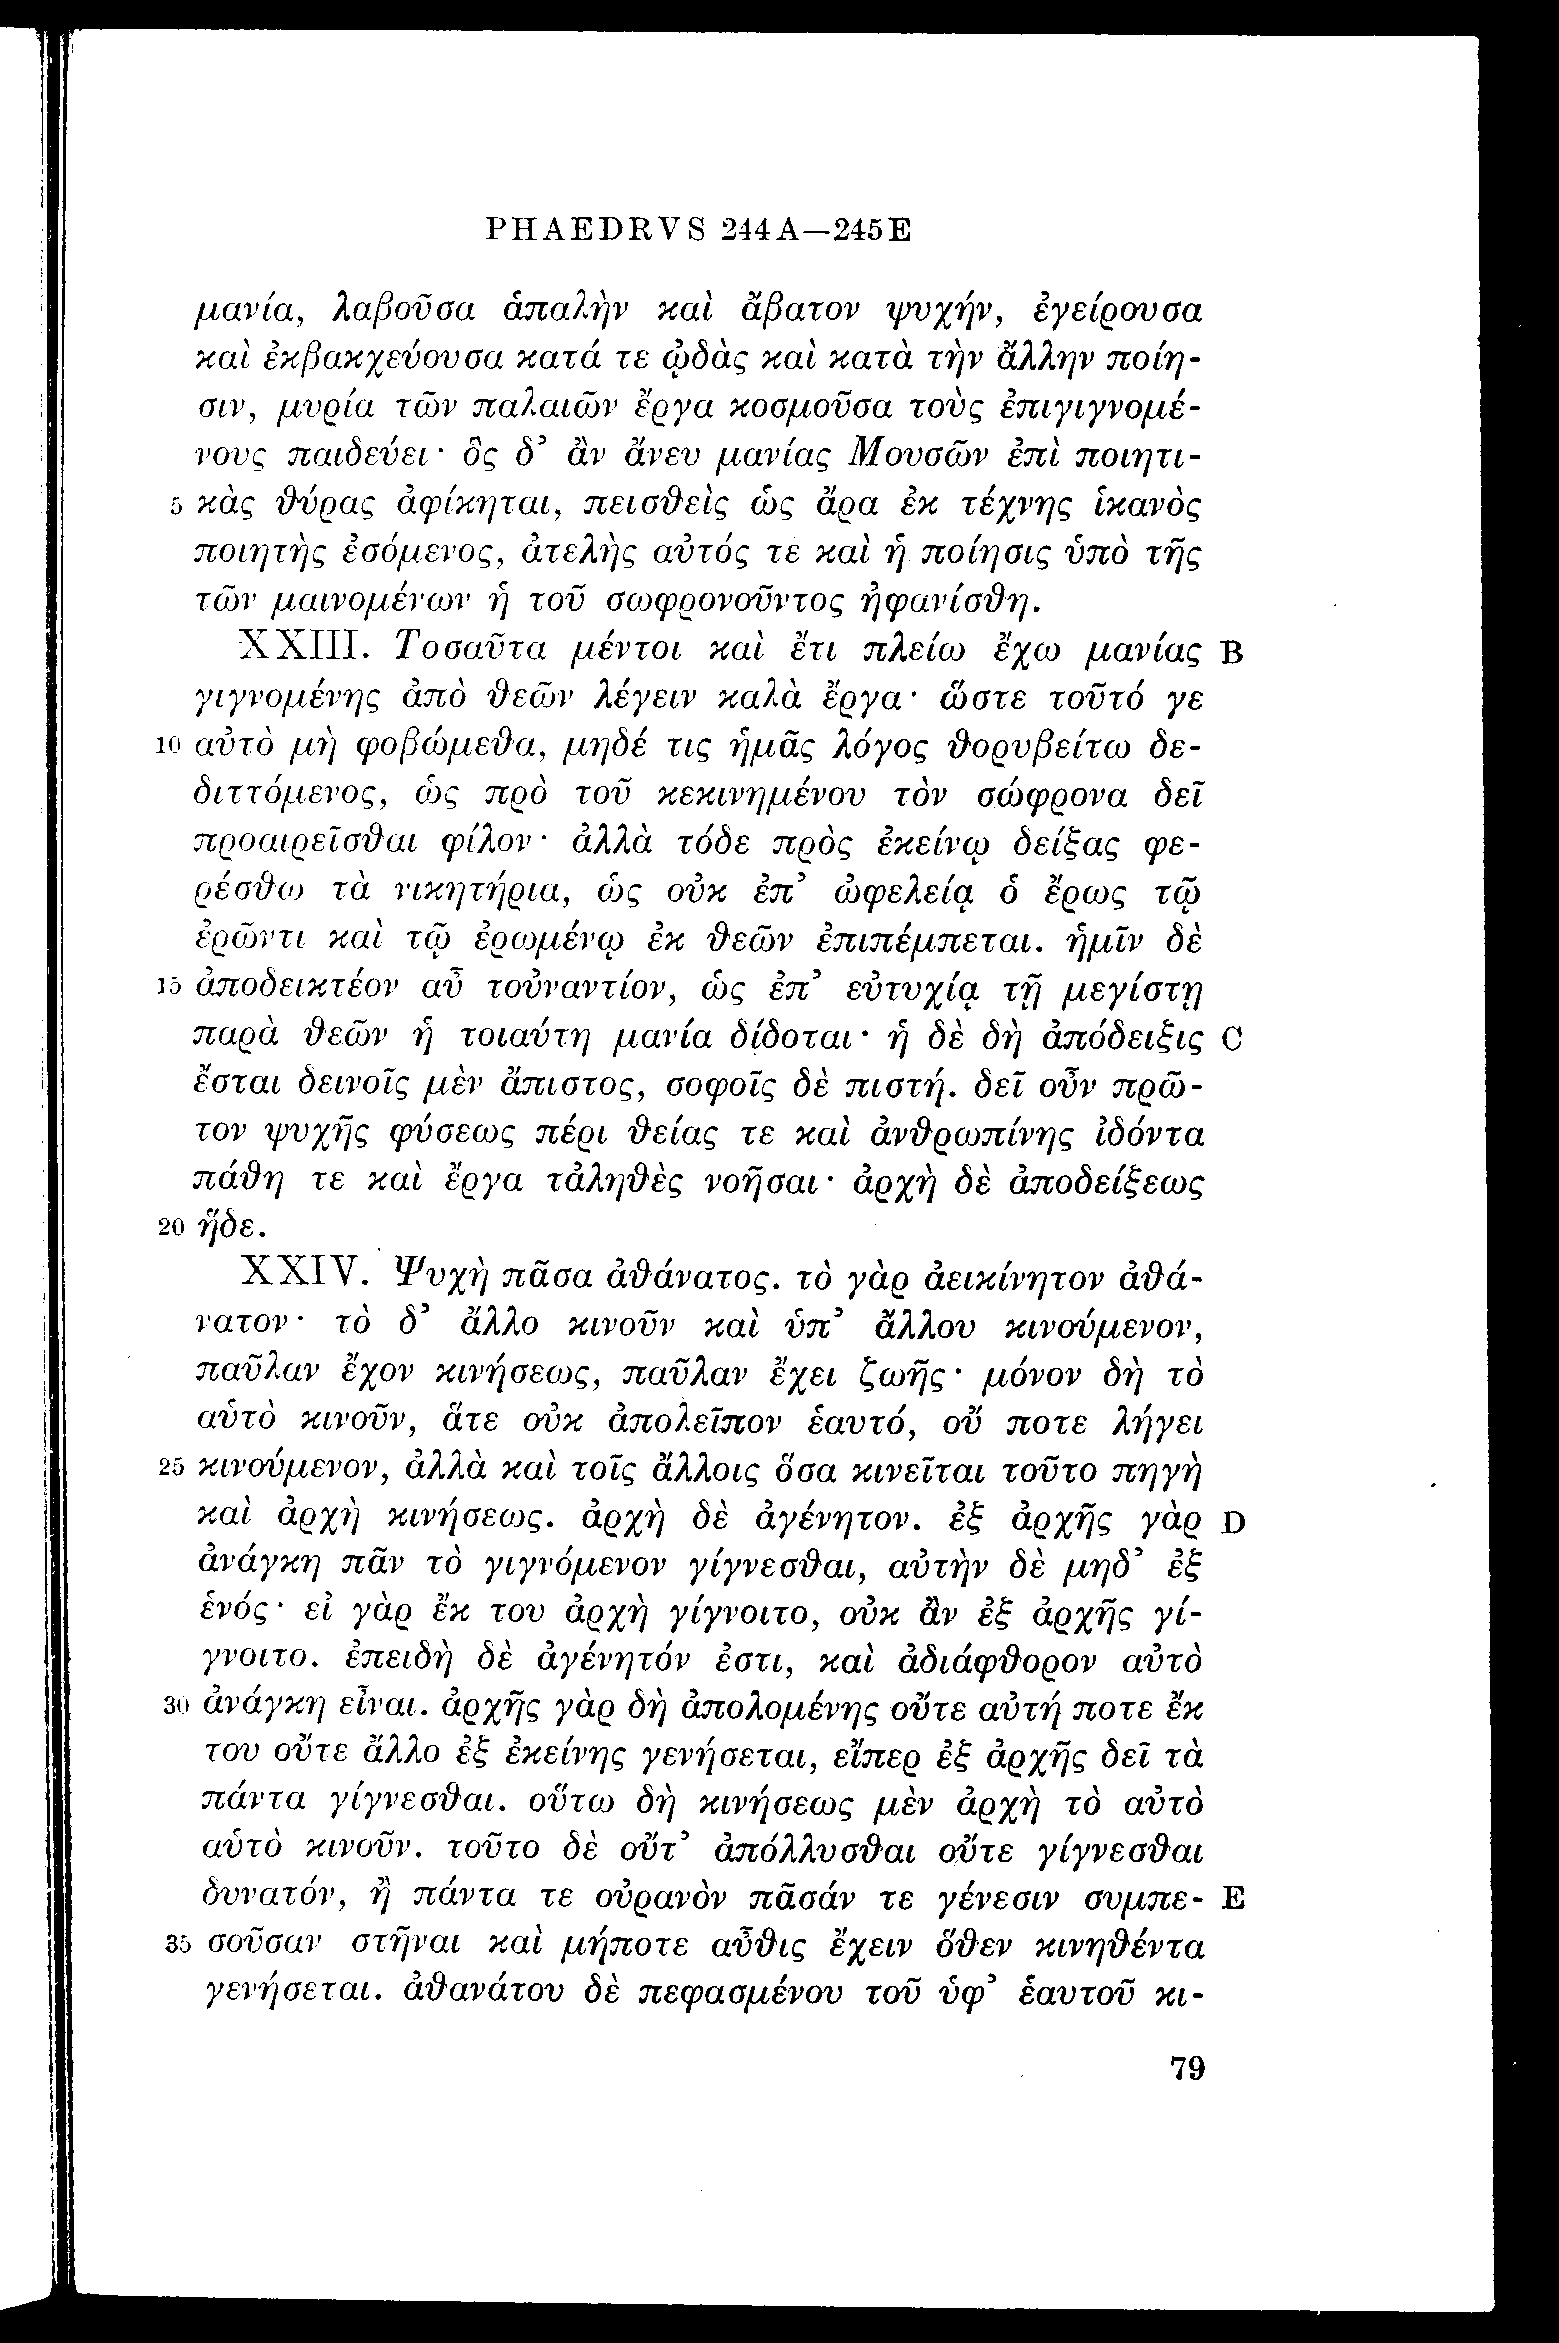 PHAEDRVS 244A—245E
μανία, λαβοῦσα ἁπαλὴν καὶ ἄβατον ψυχήν, ἐγείρουσα
καὶ ἐκβακχεύουσα κατά τε ᾠδὰς καὶ κατὰ τὴν ἄλλην ποίη-
σιν, μυρία τῶν παλαιῶν ἔργα κοσμοῦσα τοὺς ἐπιγιγνομέ-
νους παιδεύει· ὃς δ’ ἂν ἄνευ μανίας Μουσῶν ἐπὶ ποιητι-
5 κὰς θύρας ἀφίκηται, πεισθεὶς ὡς ἄρα ἐκ τέχνης ἱκανὸς
ποιητὴς ἐσόμενος, ἀτελὴς αὐτός τε καὶ ἡ ποίησις ὑπὸ τῆς
τῶν μαινομένων ἡ τοῦ σωφρονοῦντος ἠφανίσθη.
XXIII. Τοσαῦτα μέντοι καὶ ἔτι πλείω ἔχω μανίας B
γιγνομένης ἀπὸ θεῶν λέγειν καλὰ ἔργα· ὥστε τοῦτό γε
10 αὐτὸ μὴ φοβώμεθα, μηδέ τις ἡμᾶς λόγος θορυβείτω δε-
διττόμενος, ὡς πρὸ τοῦ κεκινημένου τὸν σώφρονα δεῖ
προαιρεῖσθαι φίλον· ἀλλὰ τόδε πρὸς ἐκείνῳ δείξας φε-
ρέσθω τὰ νικητήρια, ὡς οὐκ ἐπ’ ὠφελείᾳ ὁ ἔρως τῷ
ἐρῶντι καὶ τῷ ἐρωμένῳ ἐκ θεῶν ἐπιπέμπεται. ἡμῖν δὲ
15 ἀποδεικτέον αὖ τοὐναντίον, ὡς ἐπ’ εὐτυχίᾳ τῇ μεγίστῃ
παρὰ θεῶν ἡ τοιαύτη μανία δίδοται· ἡ δὲ δὴ ἀπόδειξις C
ἔσται δεινοῖς μὲν ἄπιστος, σοφοῖς δὲ πιστή. δεῖ οὖν πρῶ-
τον ψυχῆς φύσεως πέρι θείας τε καὶ ἀνθρωπίνης ἰδόντα
πάθη τε καὶ ἔργα τἀληθὲς νοῆσαι· ἀρχὴ δὲ ἀποδείξεως
20 ἥδε.
XXIV. Ψυχὴ πᾶσα ἀθάνατος. τὸ γὰρ ἀεικίνητον ἀθά-
νατον· τὸ δ’ ἄλλο κινοῦν καὶ ὑπ’ ἄλλου κινούμενον,
παῦλαν ἔχον κινήσεως, παῦλαν ἔχει ζωῆς· μόνον δὴ τὸ
αὑτὸ κινοῦν, ἅτε οὐκ ἀπολεῖπον ἑαυτό, οὔ ποτε λήγει
25 κινούμενον, ἀλλὰ καὶ τοῖς ἄλλοις ὅσα κινεῖται τοῦτο πηγὴ
καὶ ἀρχὴ κινήσεως. ἀρχὴ δὲ ἀγένητον. ἐξ ἀρχῆς γὰρ D
ἀνάγκη πᾶν τὸ γιγνόμενον γίγνεσθαι, αὐτὴν δὲ μηδ’ ἐξ
ἑνός· εἰ γὰρ ἔκ του ἀρχὴ γίγνοιτο, οὐκ ἂν ἐξ ἀρχῆς γί-
γνοιτο. ἐπειδὴ δὲ ἀγένητόν ἐστι, καὶ ἀδιάφθορον αὐτὸ
30 ἀνάγκη εἶναι. ἀρχῆς γὰρ δὴ ἀπολομένης οὔτε αὐτή ποτε ἔκ
του οὔτε ἄλλο ἐξ ἐκείνης γενήσεται, εἴπερ ἐξ ἀρχῆς δεῖ τὰ
πάντα γίγνεσθαι. οὕτω δὴ κινήσεως μὲν ἀρχὴ τὸ αὐτὸ
αὑτὸ κινοῦν. τοῦτο δὲ οὔτ’ ἀπόλλυσθαι οὔτε γίγνεσθαι
δυνατόν, ἢ πάντα τε οὐρανὸν πᾶσάν τε γένεσιν συμπε- E
35 σοῦσαν στῆναι καὶ μήποτε αὖθις ἔχειν ὅθεν κινηθέντα
γενήσεται. ἀθανάτου δὲ πεφασμένου τοῦ ὑφ’ ἑαυτοῦ κι-
79